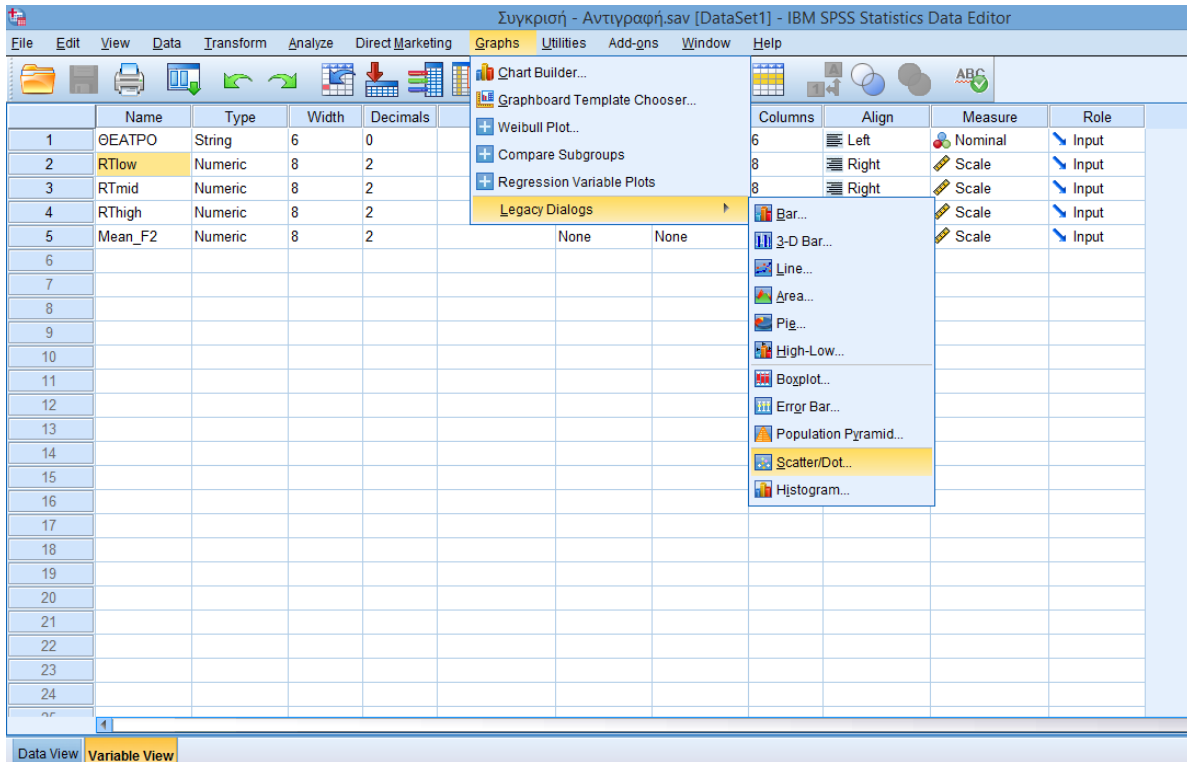 Συγκρισή - Αντιγραφή.sav [DataSet1] - IBM SPSS Statistics Data Editor
File Edit View Data Transform Analyze Direct Marketing Graphs Utilities Add-ons Window Help
Chart Builder...
Graphboard Template Chooser...
Weibull Plot...
Compare Subgroups
Regression Variable Plots
Legacy Dialogs
Bar...
3-D Bar...
Line...
Area...
Pie...
High-Low...
Boxplot...
Error Bar...
Population Pyramid...
Scatter/Dot...
Histogram...
A 1 ABC
Name Type Width Decimals Columns Align Measure Role
1 ΘΕΑΤΡΟ String 6 0 6 Left Nominal Input
2 RTlow Numeric 8 2 8 Right Scale Input
3 RTmid Numeric 8 2 8 Right Scale Input
4 RThigh Numeric 8 2 Scale Input
5 Mean_F2 Numeric 8 2 None None Scale Input
6
7
8
9
10
11
12
13
14
15
16
17
18
19
20
21
22
23
24
Data View Variable View